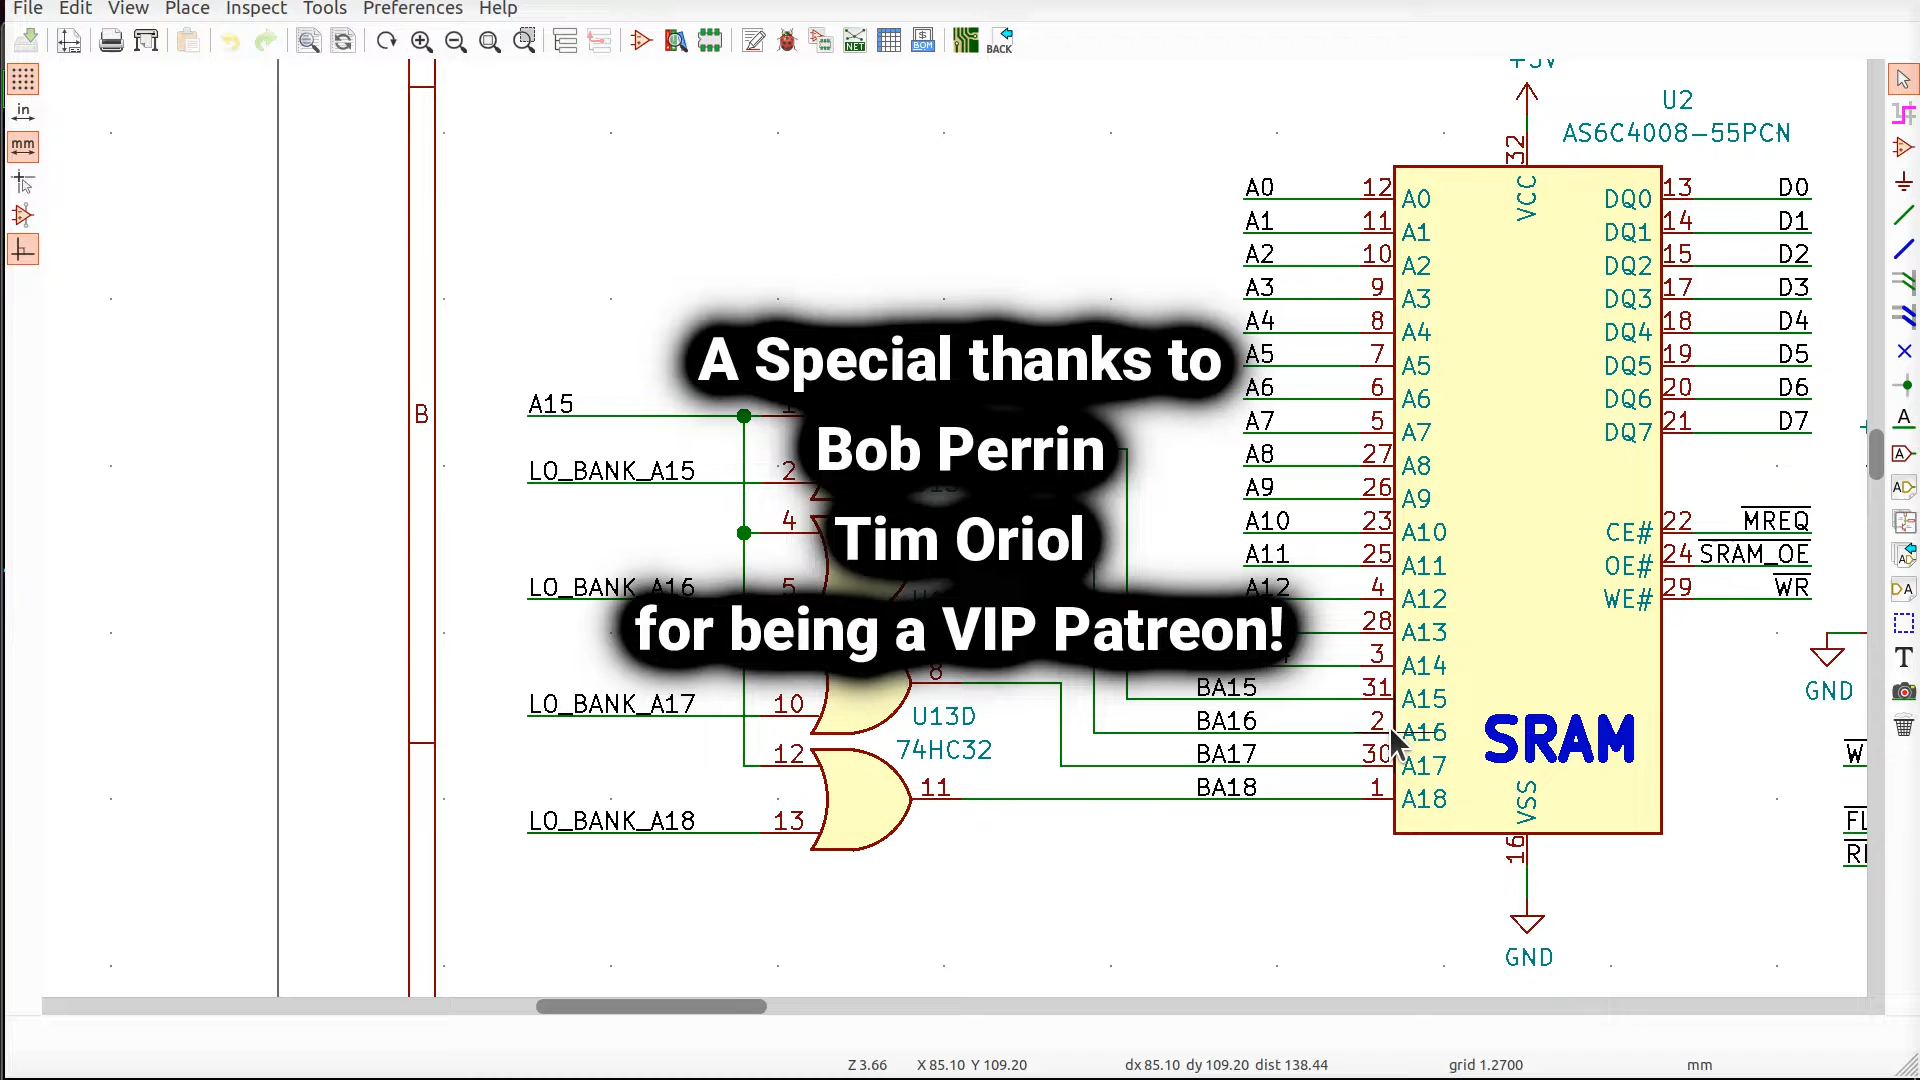 File Edit View Place Inspect Tools Preferences Help
BOM
NET
BACK
in
mm
A Special thanks to
Bob Perrin
Tim Oriol
for being a VIP Patreon!
B
A15
LO_BANK_A15 2
4
LO_BANK_A16 5
8
LO_BANK_A17 10
U13D
74HC32
12
11
LO_BANK_A18 13
+5V
32
U2
AS6C4008-55PCN
VCC
A0 12 A0 DQ0 13 D0
A1 11 A1 DQ1 14 D1
A2 10 A2 DQ2 15 D2
A3 9 A3 DQ3 17 D3
A4 8 A4 DQ4 18 D4
A5 7 A5 DQ5 19 D5
A6 6 A6 DQ6 20 D6
A7 5 A7 DQ7 21 D7
A8 27 A8
A9 26 A9
A10 23 A10 CE# 22 MREQ
A11 25 A11 OE# 24 SRAM_OE
A12 4 A12 WE# 29 WR
28 A13
3 A14
BA15 31 A15
BA16 2 A16
BA17 30 A17
BA18 1 A18
SRAM
VSS
16
GND
GND
Z 3.66 X 85.10 Y 109.20 dx 85.10 dy 109.20 dist 138.44 grid 1.2700 mm